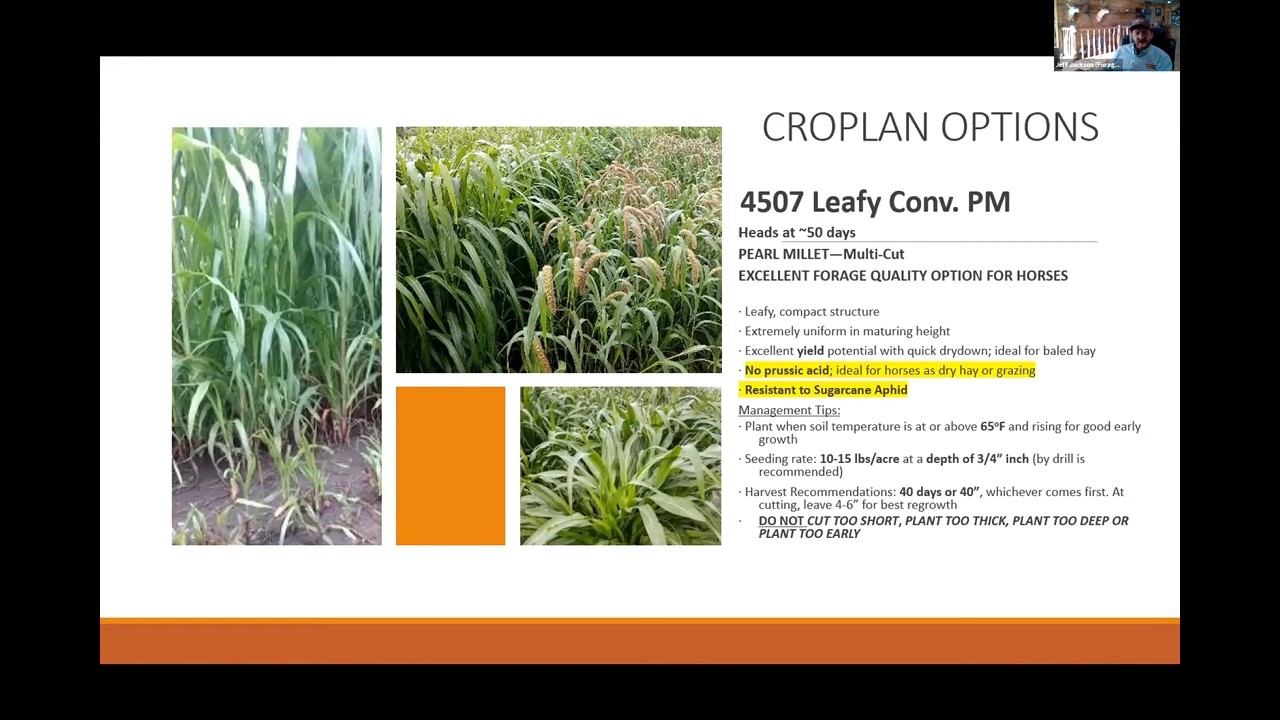 Jeff Jackson (Forag...
CROPLAN OPTIONS
4507 Leafy Conv. PM
Heads at ~50 days
PEARL MILLET—Multi-Cut
EXCELLENT FORAGE QUALITY OPTION FOR HORSES
· Leafy, compact structure
· Extremely uniform in maturing height
· Excellent yield potential with quick drydown; ideal for baled hay
· No prussic acid; ideal for horses as dry hay or grazing
· Resistant to Sugarcane Aphid
Management Tips:
· Plant when soil temperature is at or above 65°F and rising for good early
growth
· Seeding rate: 10-15 lbs/acre at a depth of 3/4” inch (by drill is
recommended)
· Harvest Recommendations: 40 days or 40”, whichever comes first. At
cutting, leave 4-6” for best regrowth
· DO NOT CUT TOO SHORT, PLANT TOO THICK, PLANT TOO DEEP OR
PLANT TOO EARLY